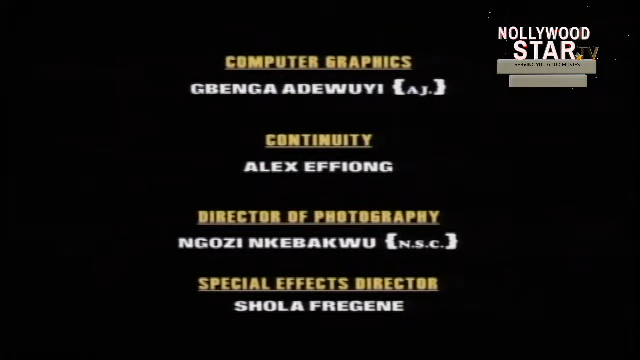 NOLLYWOOD
STAR TV
COMPUTER GRAPHICS
GBENGA ADEWUYI {A.J.}
CONTINUITY
ALEX EFFIONG
DIRECTOR OF PHOTOGRAPHY
NGOZI NKEBAKWU {N.S.C.}
SPECIAL EFFECTS DIRECTOR
SHOLA FREGENE